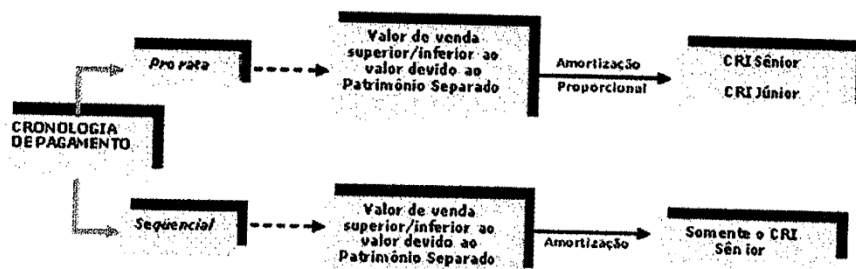 CRONOLOGIA
DE PAGAMENTO
Pro rata
Valor de venda
superior/inferior ao
valor devido ao
Patrimônio Separado
Amortização
Proporcional
CRI Sênior
CRI Júnior
Seqüencial
Valor de venda
superior/inferior ao
valor devido ao
Patrimônio Separado
Amortização
Somente o CRI
Sênior